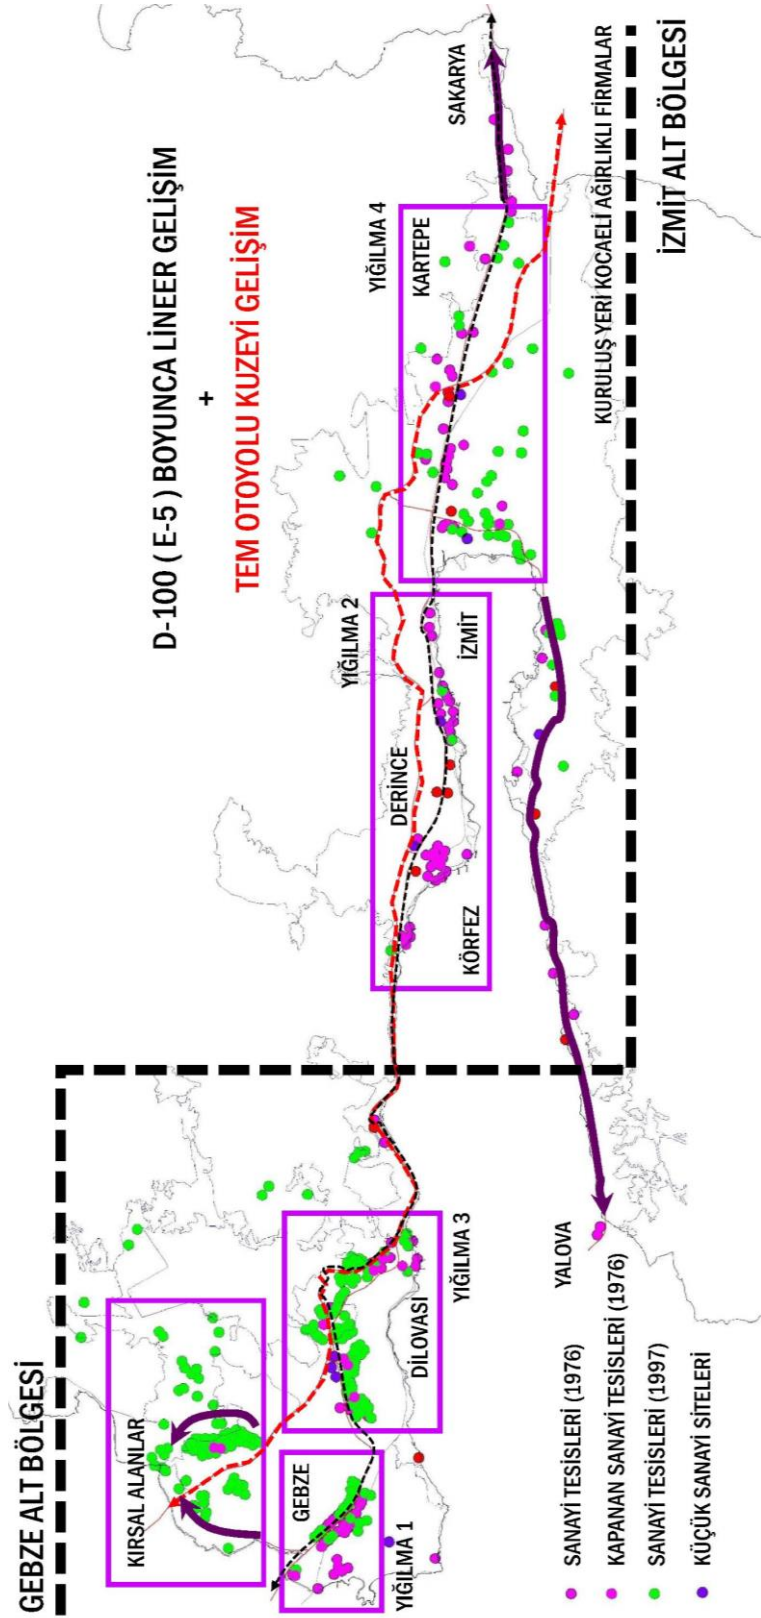 GEBZE ALT BÖLGESİ
D-100 ( E-5 ) BOYUNCA LİNEER GELİŞİM
+
TEM OTOYOLU KUZEYİ GELİŞİM
KIRSAL ALANLAR
GEBZE
YIĞILMA 1
DİLOVASI
YIĞILMA 3
YIĞILMA 2
DERİNCE
KÖRFEZ
İZMİT
YIĞILMA 4
KARTEPE
SAKARYA
YALOVA
KURULUŞ YERİ KOCAELİ AĞIRLIKLI FİRMALAR
İZMİT ALT BÖLGESİ
SANAYİ TESİSLERİ (1976)
KAPANAN SANAYİ TESİSLERİ (1976)
SANAYİ TESİSLERİ (1997)
KÜÇÜK SANAYİ SİTELERİ